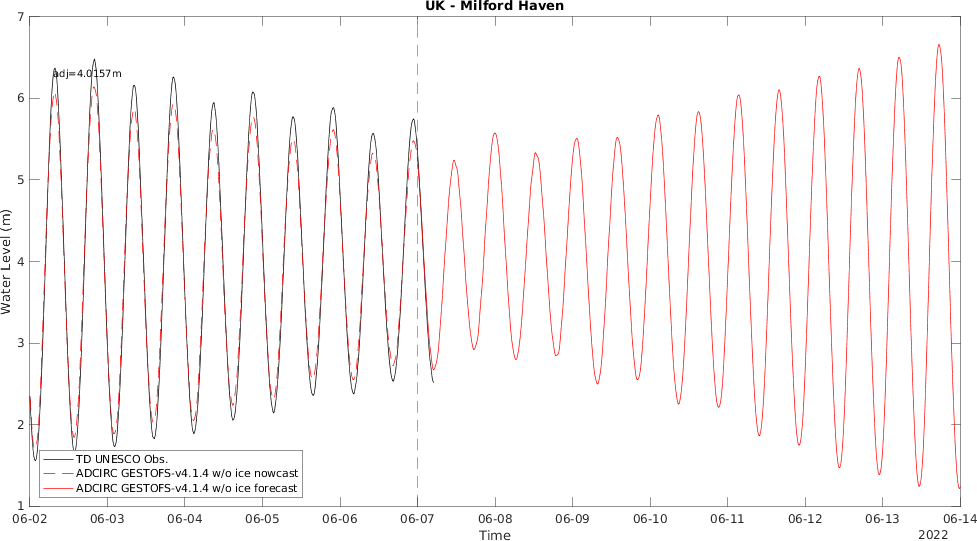 UK - Milford Haven
7
adj=4.0157m
6
5
4
3
2
1
Water Level (m)
TD UNESCO Obs.
ADCIRC GESTOFS-v4.1.4 w/o ice nowcast
ADCIRC GESTOFS-v4.1.4 w/o ice forecast
06-02 06-03 06-04 06-05 06-06 06-07 06-08 06-09 06-10 06-11 06-12 06-13 06-14
Time
2022